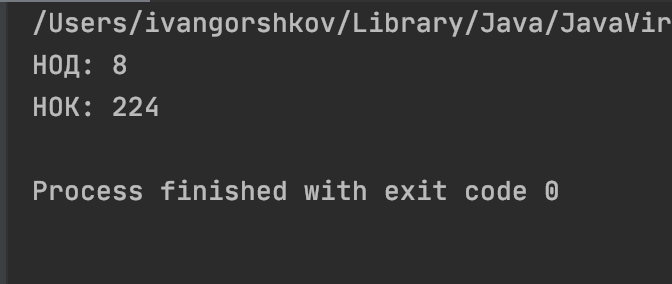 /Users/ivangorshkov/Library/Java/JavaVir
НОД: 8
НОК: 224
Process finished with exit code 0